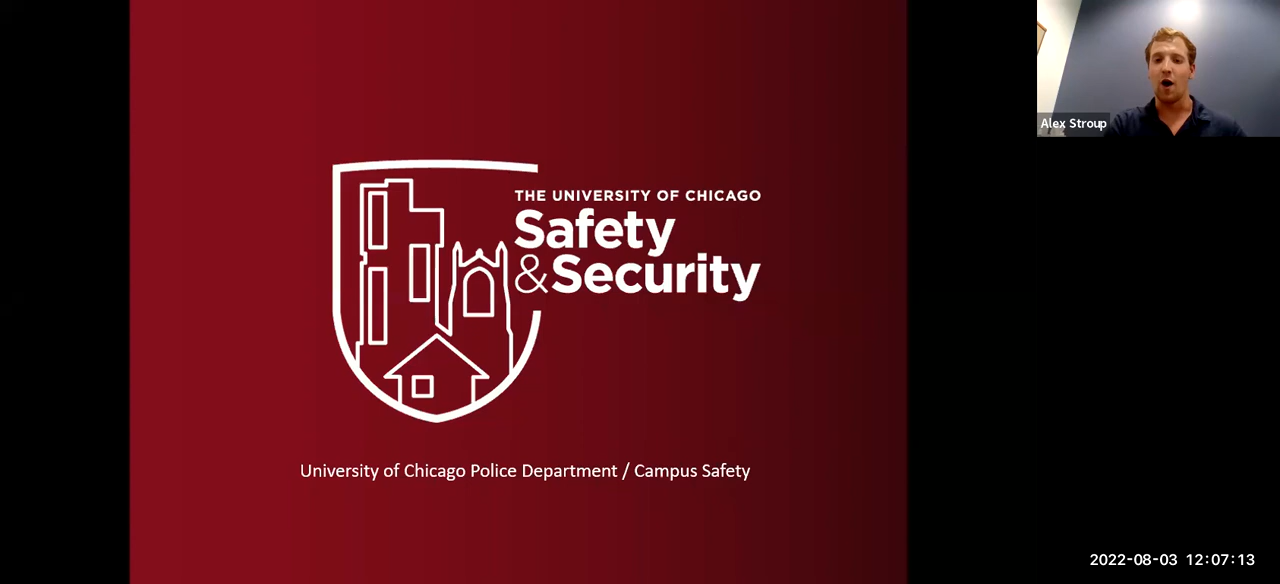 THE UNIVERSITY OF CHICAGO
Safety
&Security
University of Chicago Police Department / Campus Safety
Alex Stroup
2022-08-03 12:07:13